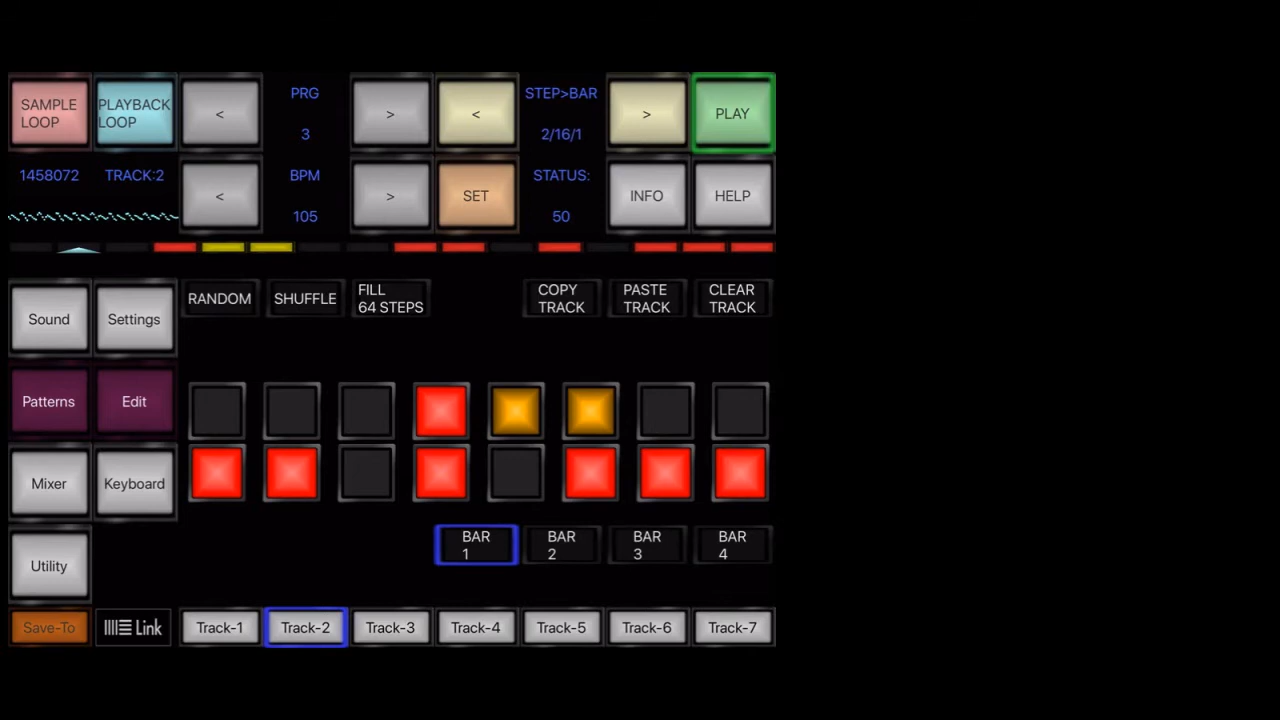 SAMPLE
LOOP
PLAYBACK
LOOP
<
PRG
3
>
<
STEP>BAR
2/16/1
>
PLAY
1458072
TRACK:2
<
BPM
105
>
SET
STATUS:
50
INFO
HELP
RANDOM
SHUFFLE
FILL
64 STEPS
COPY
TRACK
PASTE
TRACK
CLEAR
TRACK
Sound
Settings
Patterns
Edit
Mixer
Keyboard
Utility
BAR
1
BAR
2
BAR
3
BAR
4
Save-To
Link
Track-1
Track-2
Track-3
Track-4
Track-5
Track-6
Track-7